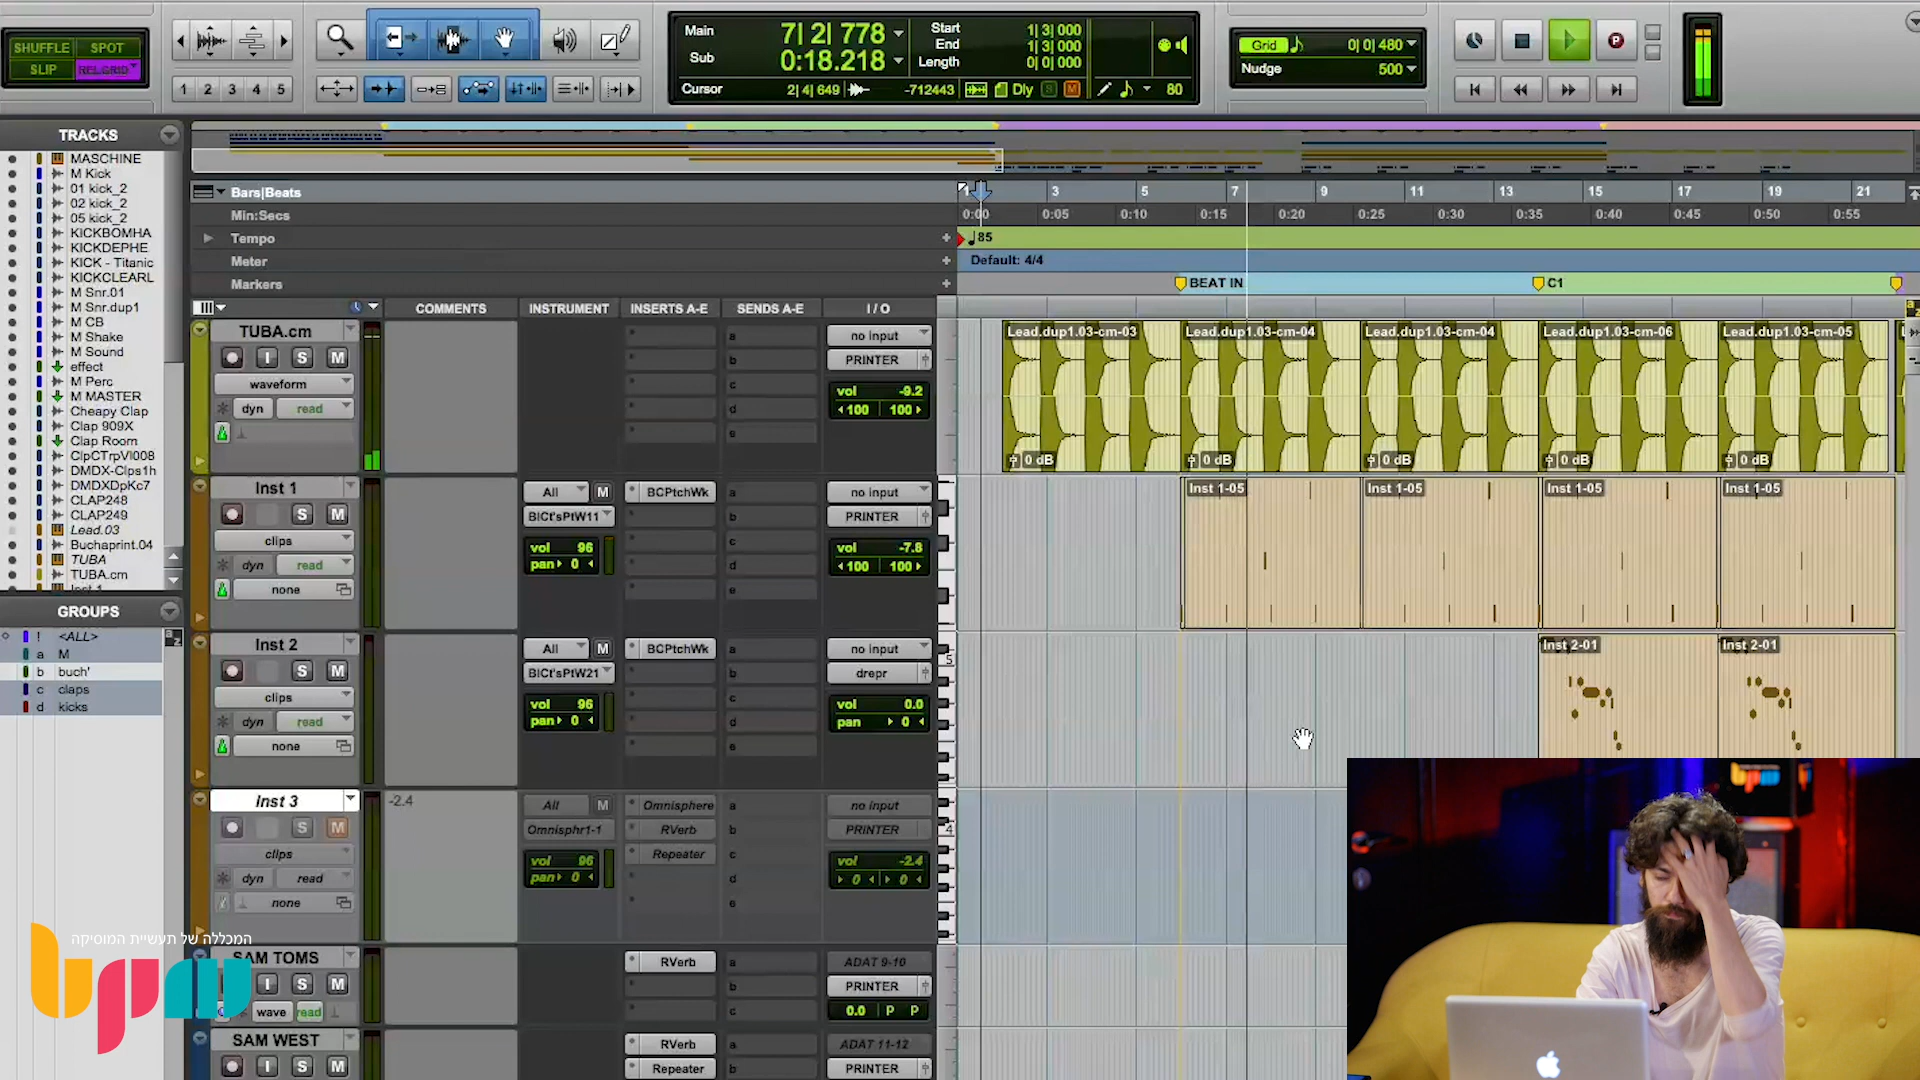 SHUFFLE SPOT
SLIP REL GRID
1 2 3 4 5
Main 7| 2| 778
Sub 0:18.218
Start 1| 3| 000
End 1| 3| 000
Length 0| 0| 000
Cursor 2| 4| 649 -712443 Dly S M 80
Grid 0| 0| 480
Nudge 500
TRACKS
MASCHINE
M Kick
01 kick_2
02 kick_2
05 kick_2
KICKBOMHA
KICKDEPHE
KICK - Titanic
KICKCLEARL
M Snr.01
M Snr.dup1
M CB
M Shake
M Sound
effect
M Perc
M MASTER
Cheapy Clap
Clap 909X
Clap Room
ClpCTrpVl008
DMDX-Clps1h
DMDXDpKc7
CLAP248
CLAP249
Lead.03
Buchaprint.04
TUBA
TUBA.cm
Inst 1
GROUPS
! <ALL>
a M
b buch'
c claps
d kicks
Bars|Beats 1 3 5 7 9 11 13 15 17 19 21
Min:Secs 0:00 0:05 0:10 0:15 0:20 0:25 0:30 0:35 0:40 0:45 0:50 0:55
Tempo 85
Meter Default: 4/4
Markers BEAT IN C1
COMMENTS INSTRUMENT INSERTS A-E SENDS A-E I / O
TUBA.cm
I S M
waveform
dyn read
a b c d e
no input
PRINTER
vol -9.2
100 100
Lead.dup1.03-cm-03 Lead.dup1.03-cm-04 Lead.dup1.03-cm-04 Lead.dup1.03-cm-06 Lead.dup1.03-cm-05
0 dB 0 dB 0 dB 0 dB 0 dB
Inst 1
S M
clips
dyn read
none
All M
BlCt'sPtW11
vol 96
pan 0
BCPtchWk
a b c d e
no input
PRINTER
vol -7.8
100 100
Inst 1-05 Inst 1-05 Inst 1-05 Inst 1-05
Inst 2
S M
clips
dyn read
none
All M
BlCt'sPtW21
vol 96
pan 0
BCPtchWk
a b c d e
no input
drepr
vol 0.0
pan 0
5
Inst 2-01 Inst 2-01
Inst 3
S M
clips
dyn read
none
-2.4
All M
Omnisphr1-1
vol 96
pan 0
Omnisphere
RVerb
Repeater
a b c d e
no input
PRINTER
vol -2.4
0 0
4
המכללה של תעשיית המוסיקה
bpm
SAM TOMS
I S M
wave read
RVerb
a b c
ADAT 9-10
PRINTER
0.0 P P
SAM WEST
I S M
RVerb
Repeater
a b
ADAT 11-12
PRINTER
bpm